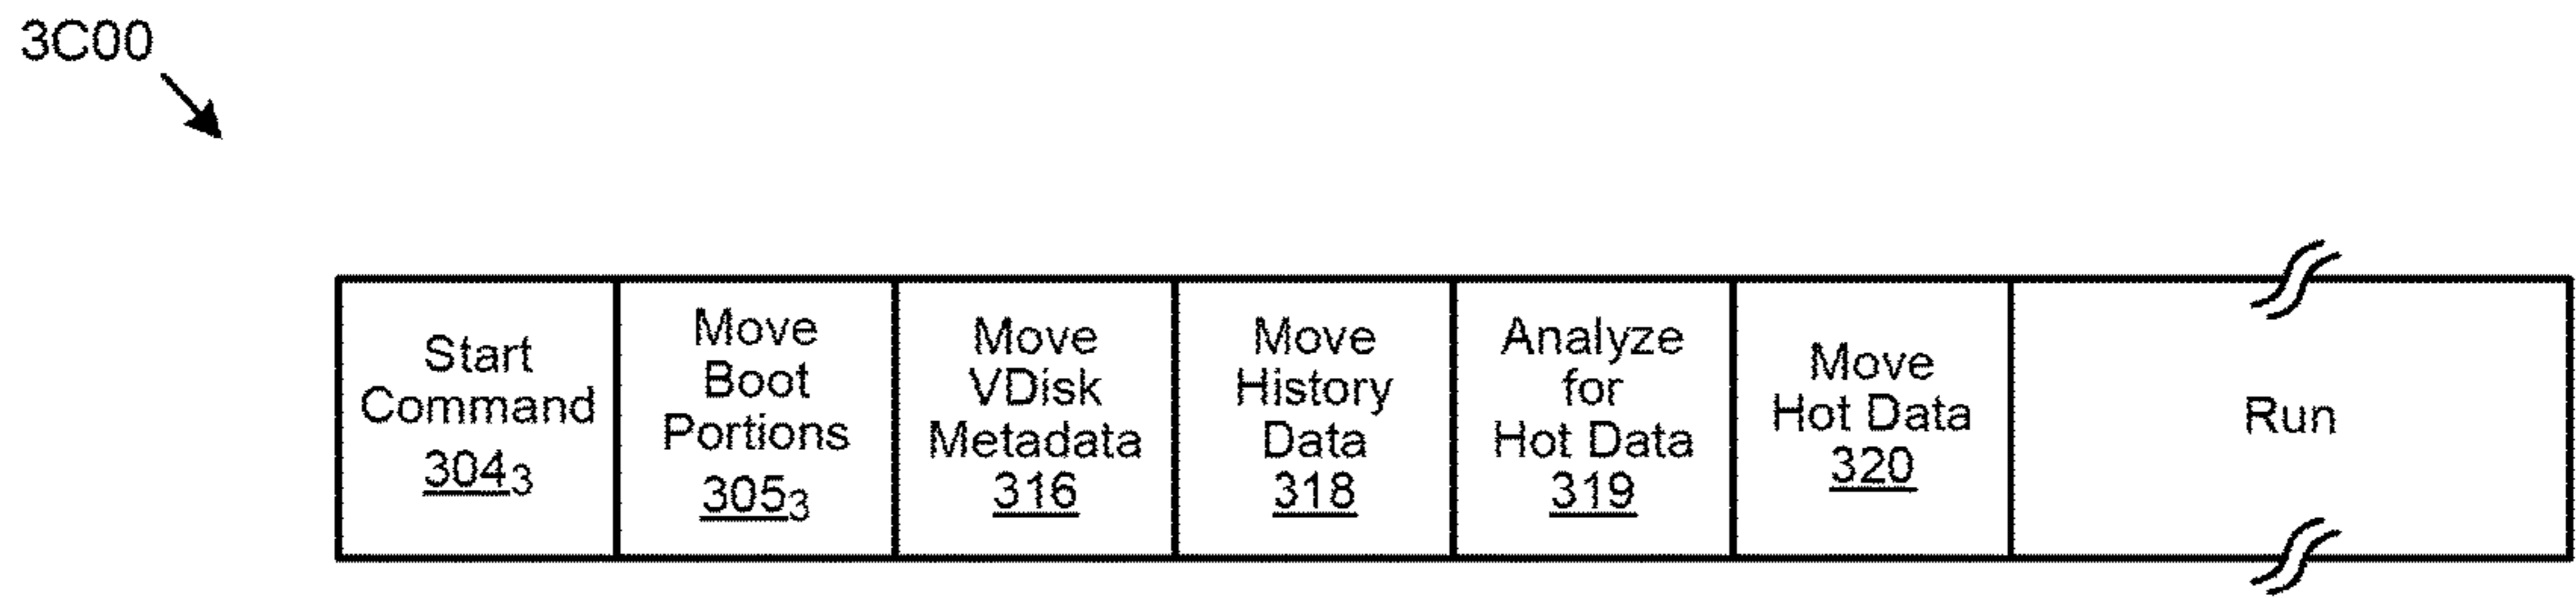 3C00
Start
Command
304₃
Move
Boot
Portions
305₃
Move
VDisk
Metadata
316
Move
History
Data
318
Analyze
for
Hot Data
319
Move
Hot Data
320
Run